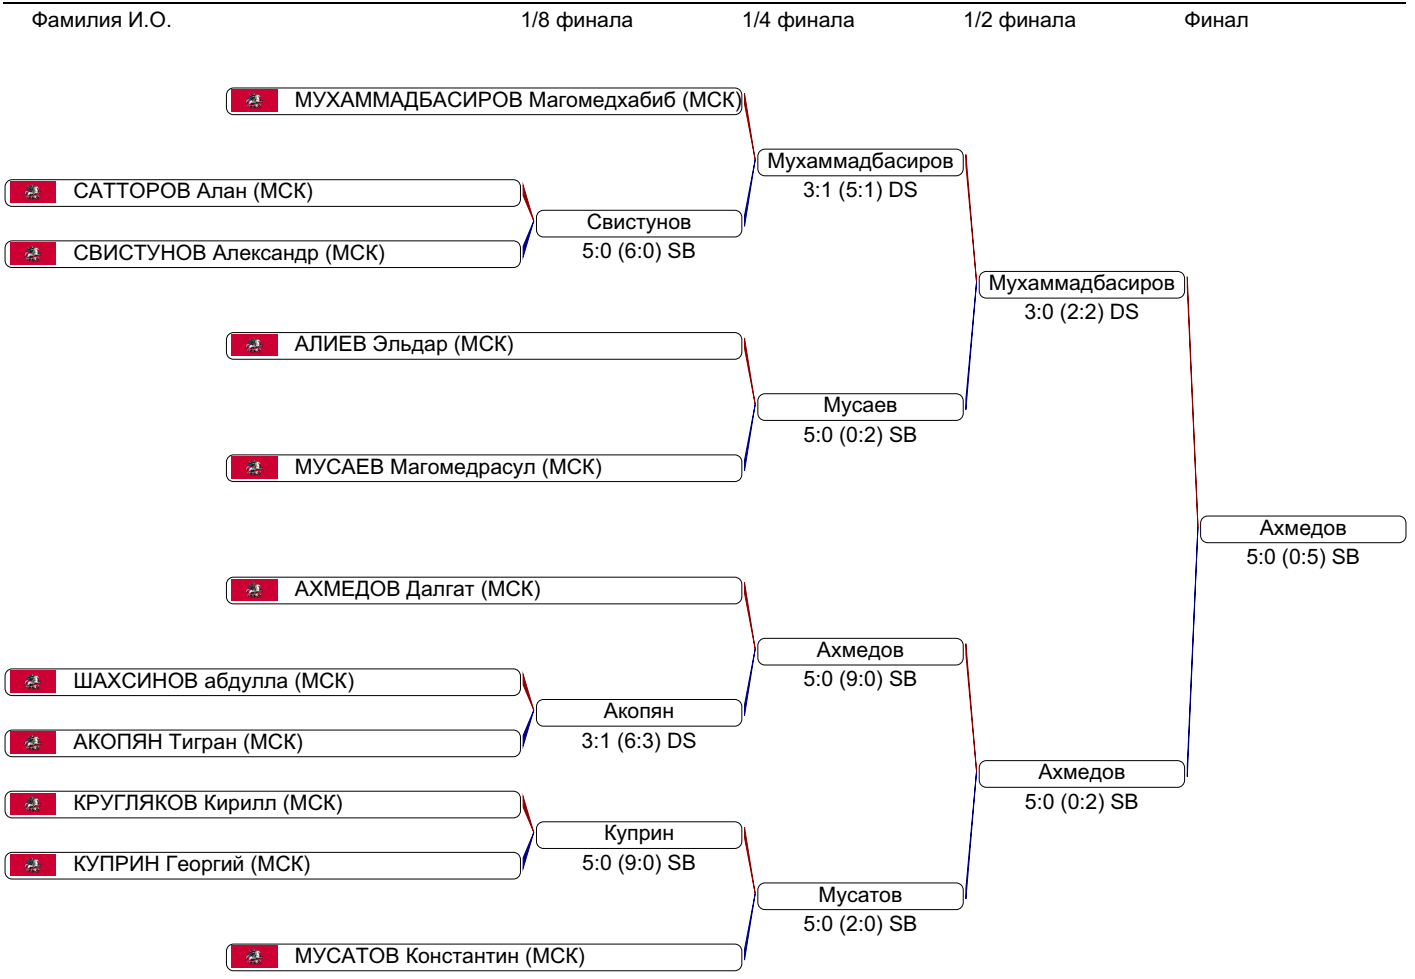 Фамилия И.О. 1/8 финала 1/4 финала 1/2 финала Финал
МУХАММАДБАСИРОВ Магомедхабиб (МСК)
Мухаммадбасиров
3:1 (5:1) DS
САТТОРОВ Алан (МСК)
Свистунов
5:0 (6:0) SB
СВИСТУНОВ Александр (МСК)
Мухаммадбасиров
3:0 (2:2) DS
АЛИЕВ Эльдар (МСК)
Мусаев
5:0 (0:2) SB
МУСАЕВ Магомедрасул (МСК)
Ахмедов
5:0 (0:5) SB
АХМЕДОВ Далгат (МСК)
Ахмедов
5:0 (9:0) SB
ШАХСИНОВ абдулла (МСК)
Акопян
3:1 (6:3) DS
АКОПЯН Тигран (МСК)
Ахмедов
5:0 (0:2) SB
КРУГЛЯКОВ Кирилл (МСК)
Куприн
5:0 (9:0) SB
КУПРИН Георгий (МСК)
Мусатов
5:0 (2:0) SB
МУСАТОВ Константин (МСК)